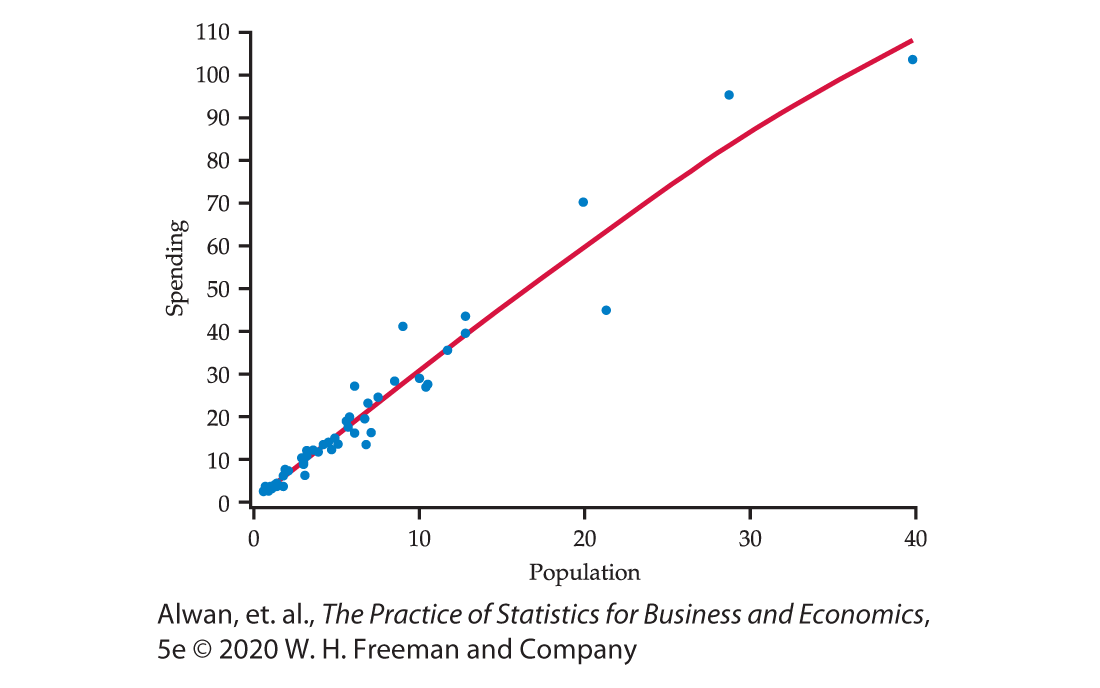 110
100
90
80
70
60
50
40
30
20
10
0
Spending
0 10 20 30 40
Population
Alwan, et. al., The Practice of Statistics for Business and Economics,
5e © 2020 W. H. Freeman and Company